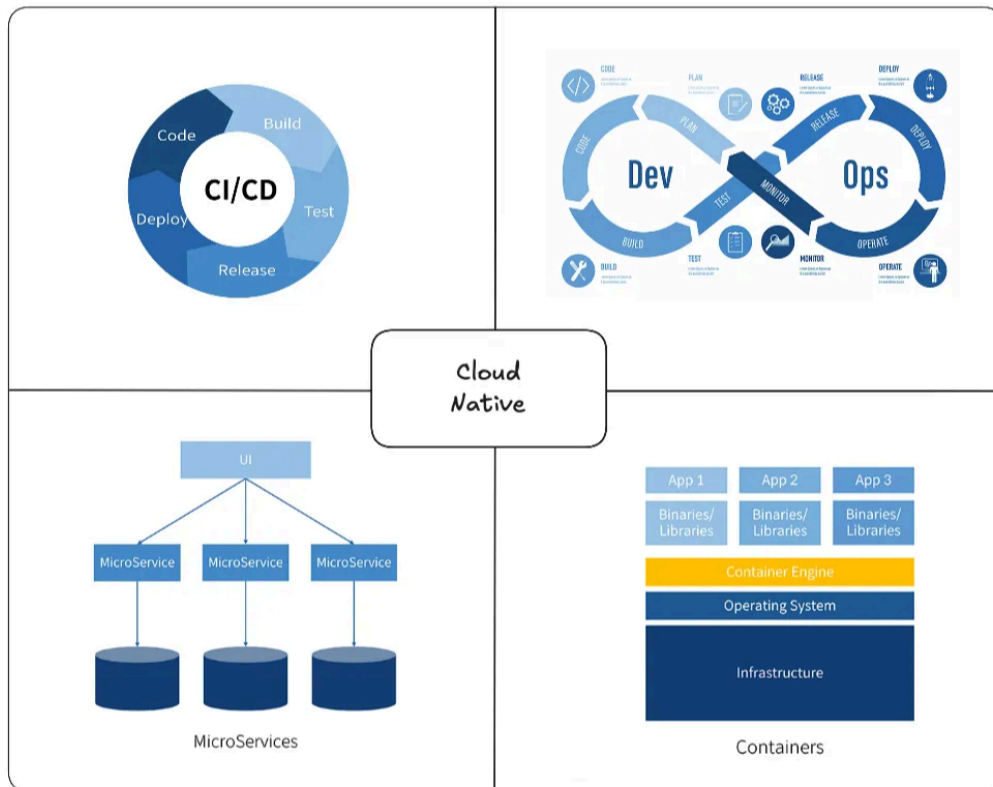 Code
Build
CI/CD
Deploy
Test
Release
CODE
PLAN
RELEASE
DEPLOY
CODE
PLAN
RELEASE
DEPLOY
Dev
Ops
TEST
MONITOR
BUILD
OPERATE
BUILD
TEST
MONITOR
OPERATE
Cloud
Native
UI
MicroService
MicroService
MicroService
MicroServices
App 1
App 2
App 3
Binaries/
Libraries
Binaries/
Libraries
Binaries/
Libraries
Container Engine
Operating System
Infrastructure
Containers